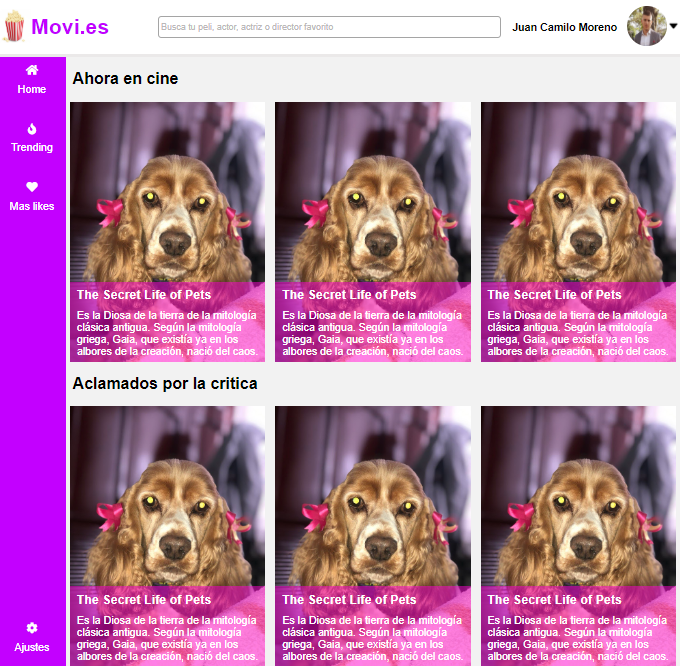 Movi.es
Busca tu peli, actor, actriz o director favorito
Juan Camilo Moreno
Home
Trending
Mas likes
Ajustes
Ahora en cine
The Secret Life of Pets
Es la Diosa de la tierra de la mitología
clásica antigua. Según la mitología
griega, Gaia, que existía ya en los
albores de la creación, nació del caos.
The Secret Life of Pets
Es la Diosa de la tierra de la mitología
clásica antigua. Según la mitología
griega, Gaia, que existía ya en los
albores de la creación, nació del caos.
The Secret Life of Pets
Es la Diosa de la tierra de la mitología
clásica antigua. Según la mitología
griega, Gaia, que existía ya en los
albores de la creación, nació del caos.
Aclamados por la critica
The Secret Life of Pets
Es la Diosa de la tierra de la mitología
clásica antigua. Según la mitología
griega, Gaia, que existía ya en los
albores de la creación, nació del caos.
The Secret Life of Pets
Es la Diosa de la tierra de la mitología
clásica antigua. Según la mitología
griega, Gaia, que existía ya en los
albores de la creación, nació del caos.
The Secret Life of Pets
Es la Diosa de la tierra de la mitología
clásica antigua. Según la mitología
griega, Gaia, que existía ya en los
albores de la creación, nació del caos.